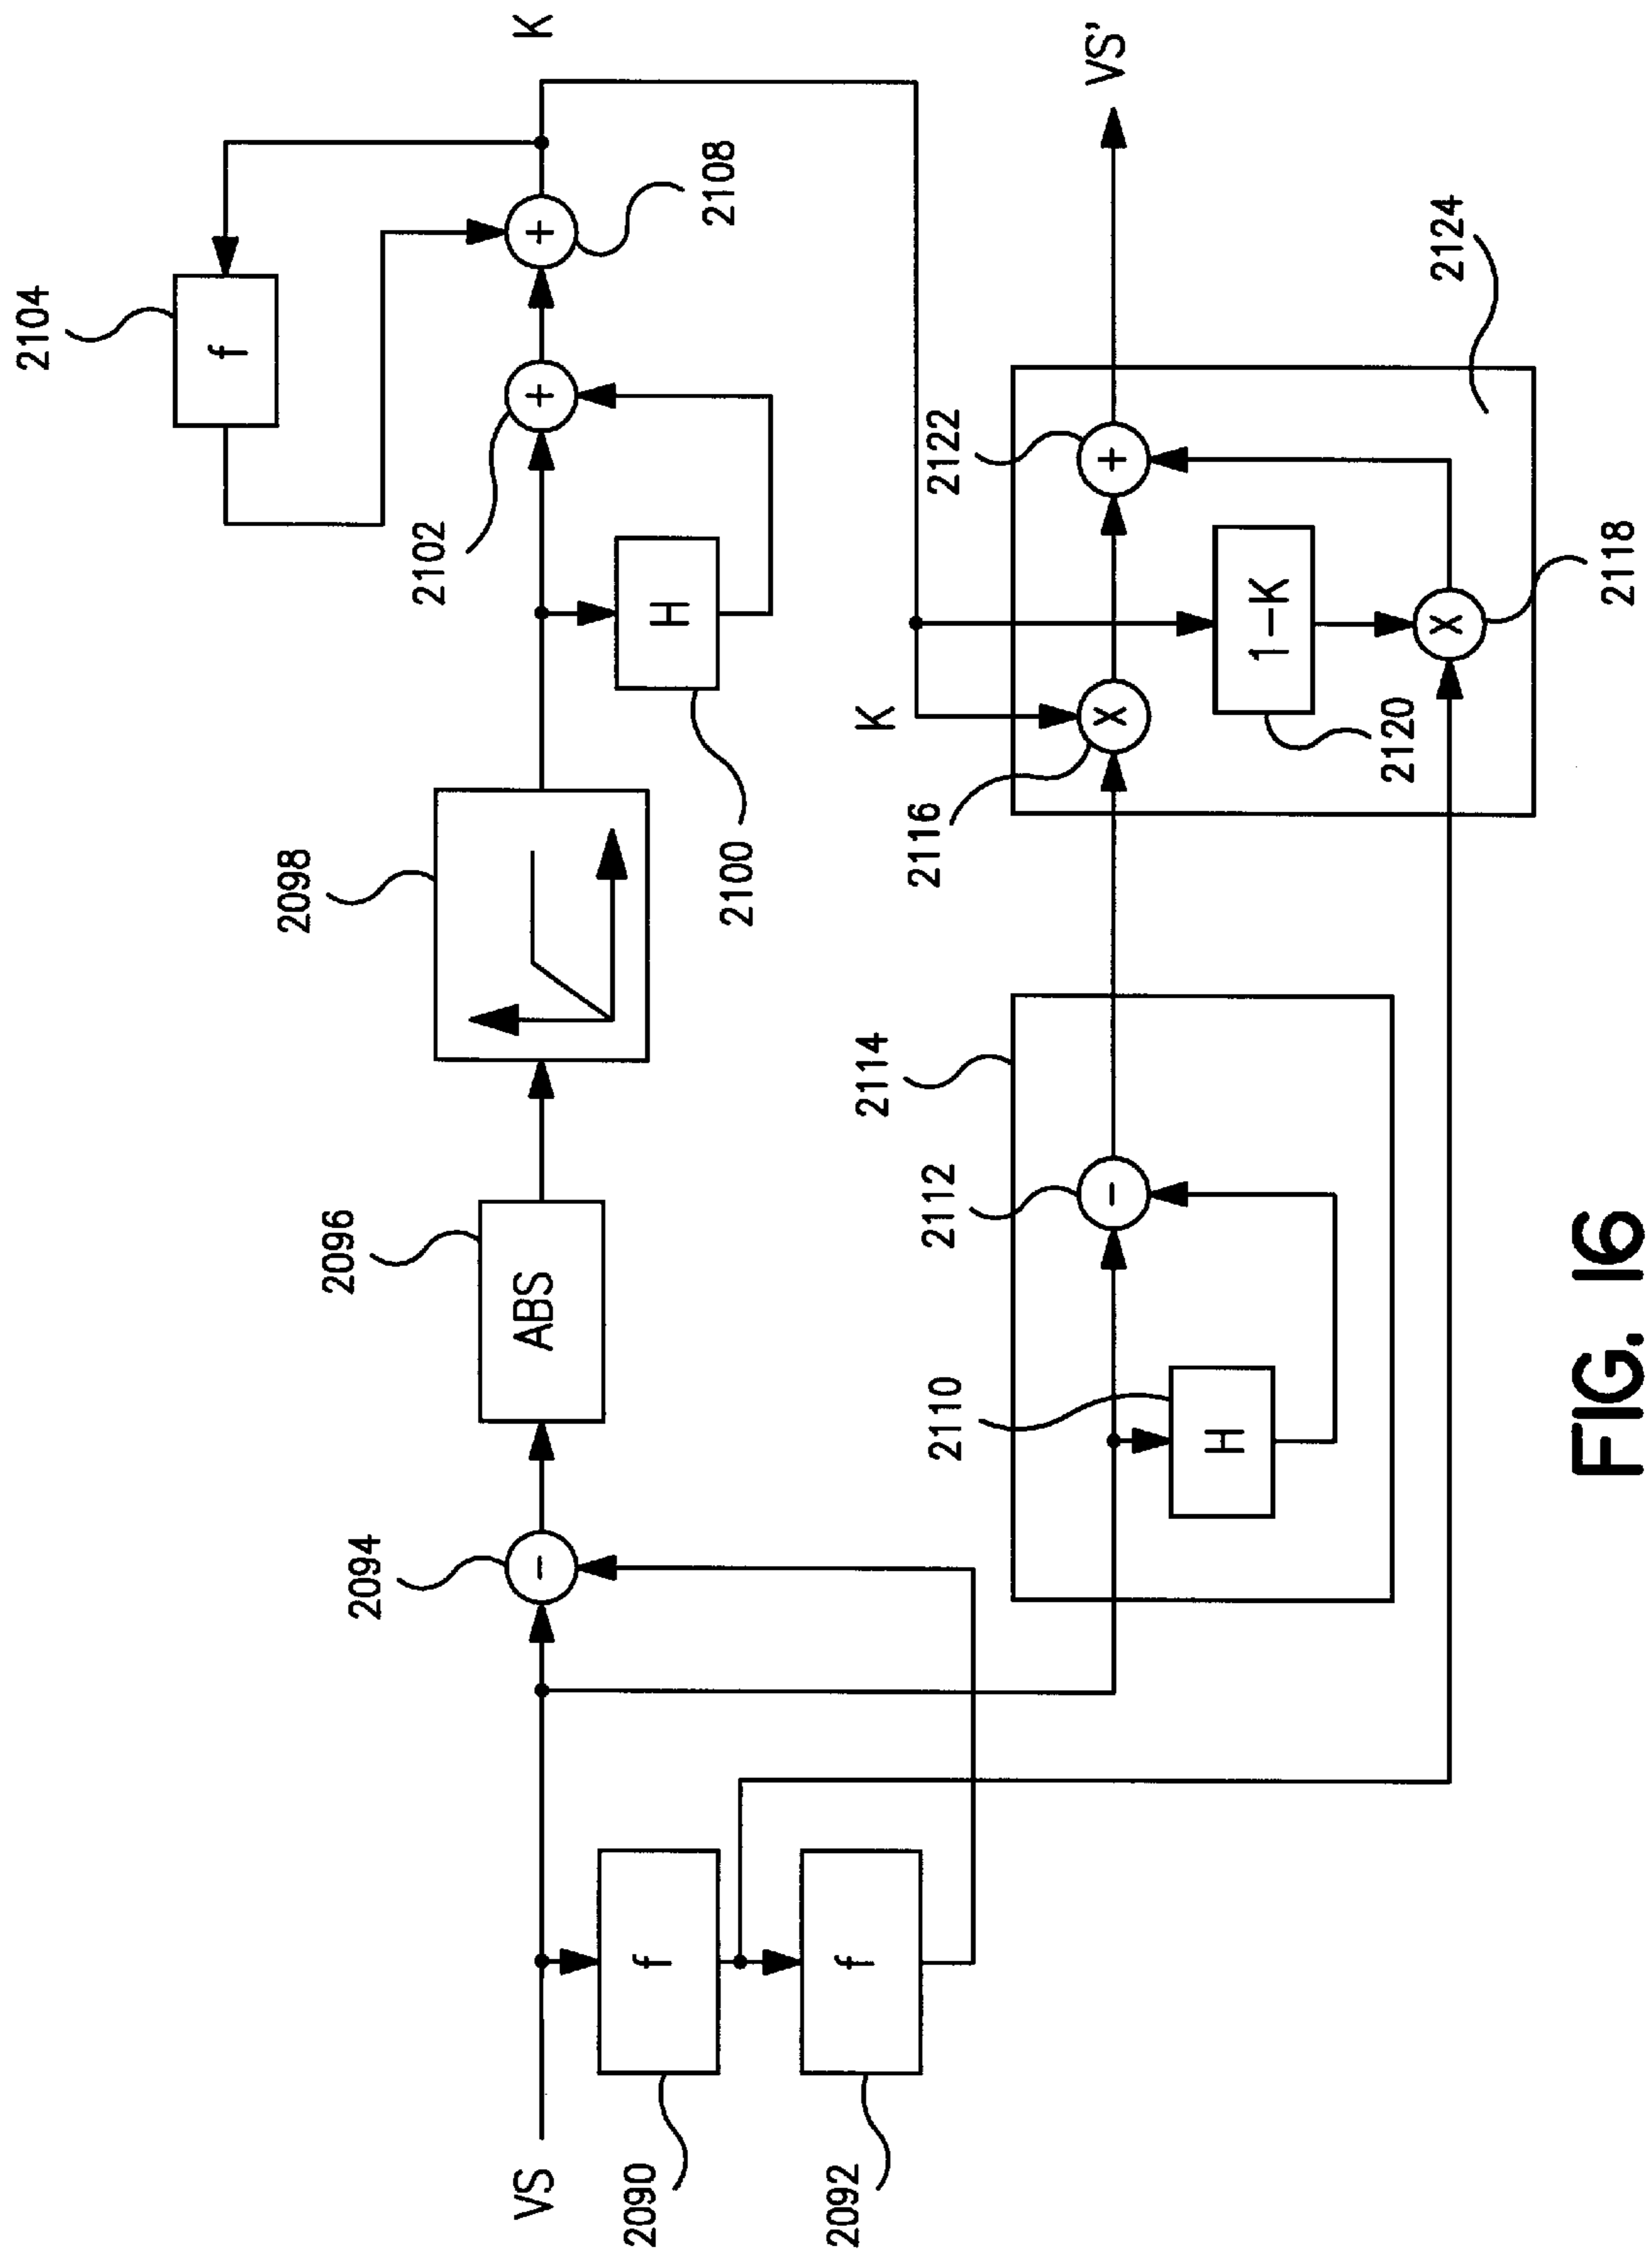 2104
f
K
2098
2102
+
+
2108
2096
H
2094
ABS
2100
-
VS
K
VS'
2090
f
2116
2122
2124
2092
f
2114
X
+
2112
1-K
2110
-
2120
X
H
2118
FIG. 16